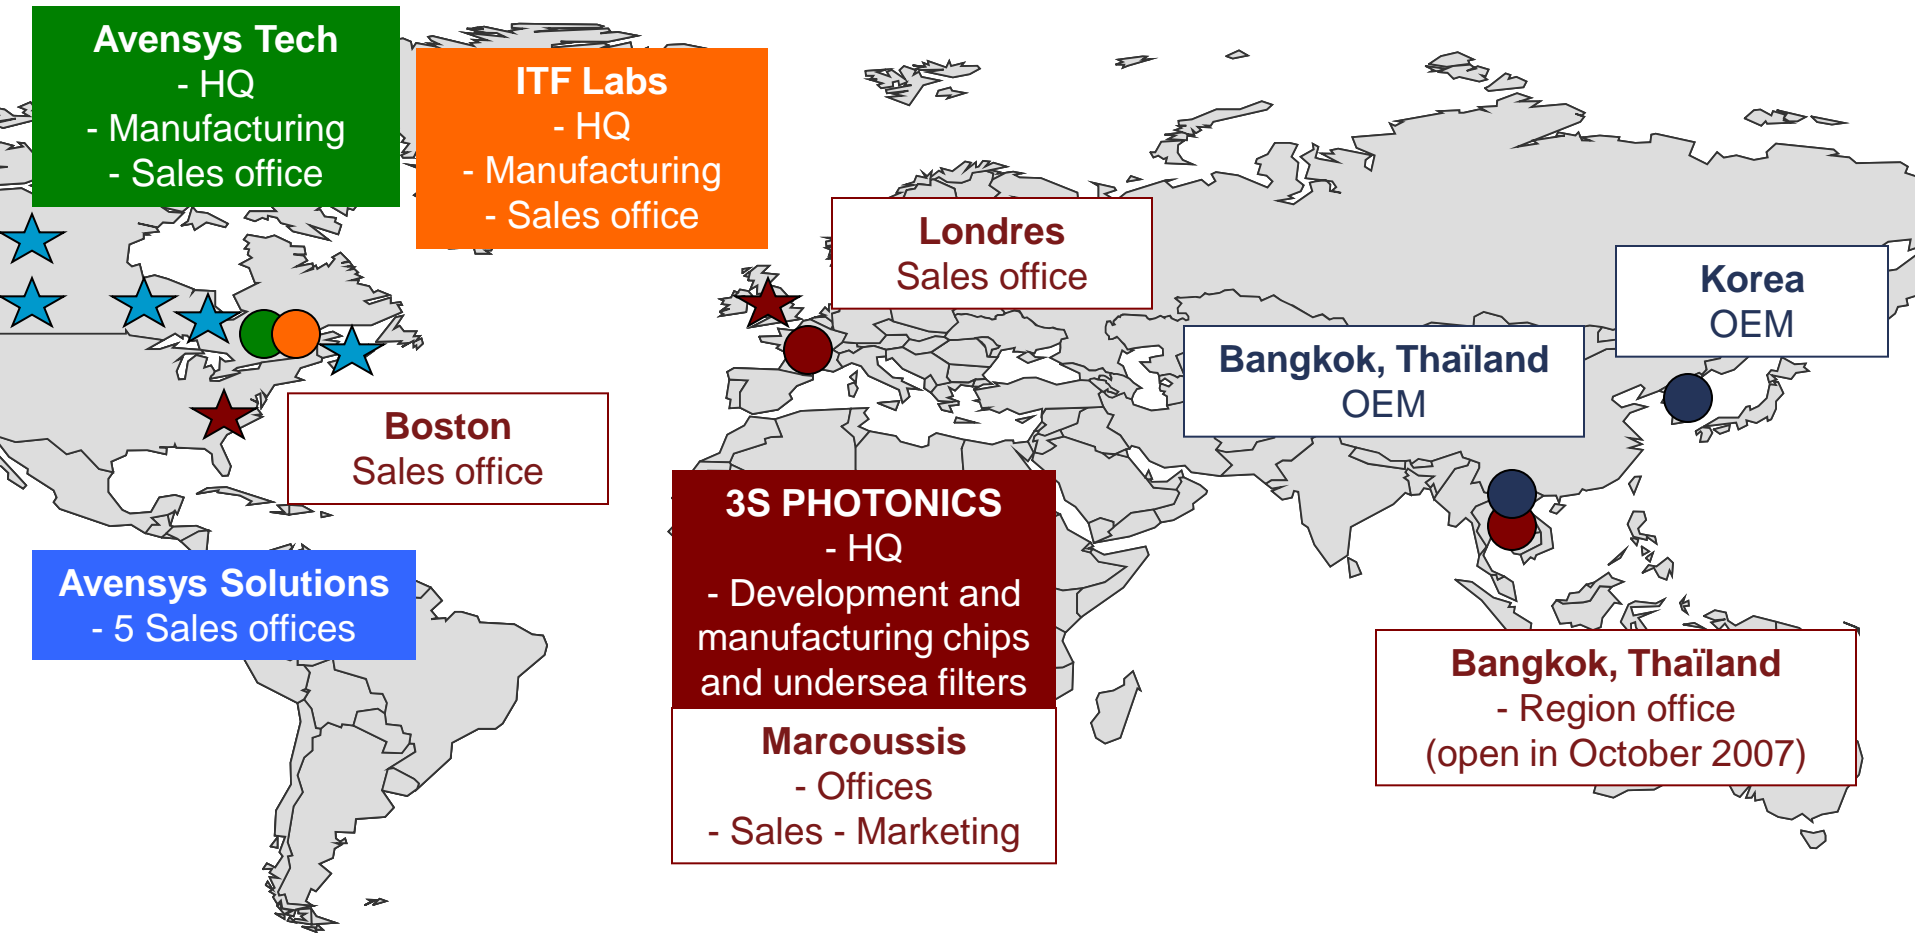 Avensys Tech
- HQ
- Manufacturing
- Sales office
ITF Labs
- HQ
- Manufacturing
- Sales office
Londres
Sales office
Korea
OEM
Bangkok, Thaïland
OEM
Boston
Sales office
3S PHOTONICS
- HQ
- Development and
manufacturing chips
and undersea filters
Marcoussis
- Offices
- Sales - Marketing
Avensys Solutions
- 5 Sales offices
Bangkok, Thaïland
- Region office
(open in October 2007)